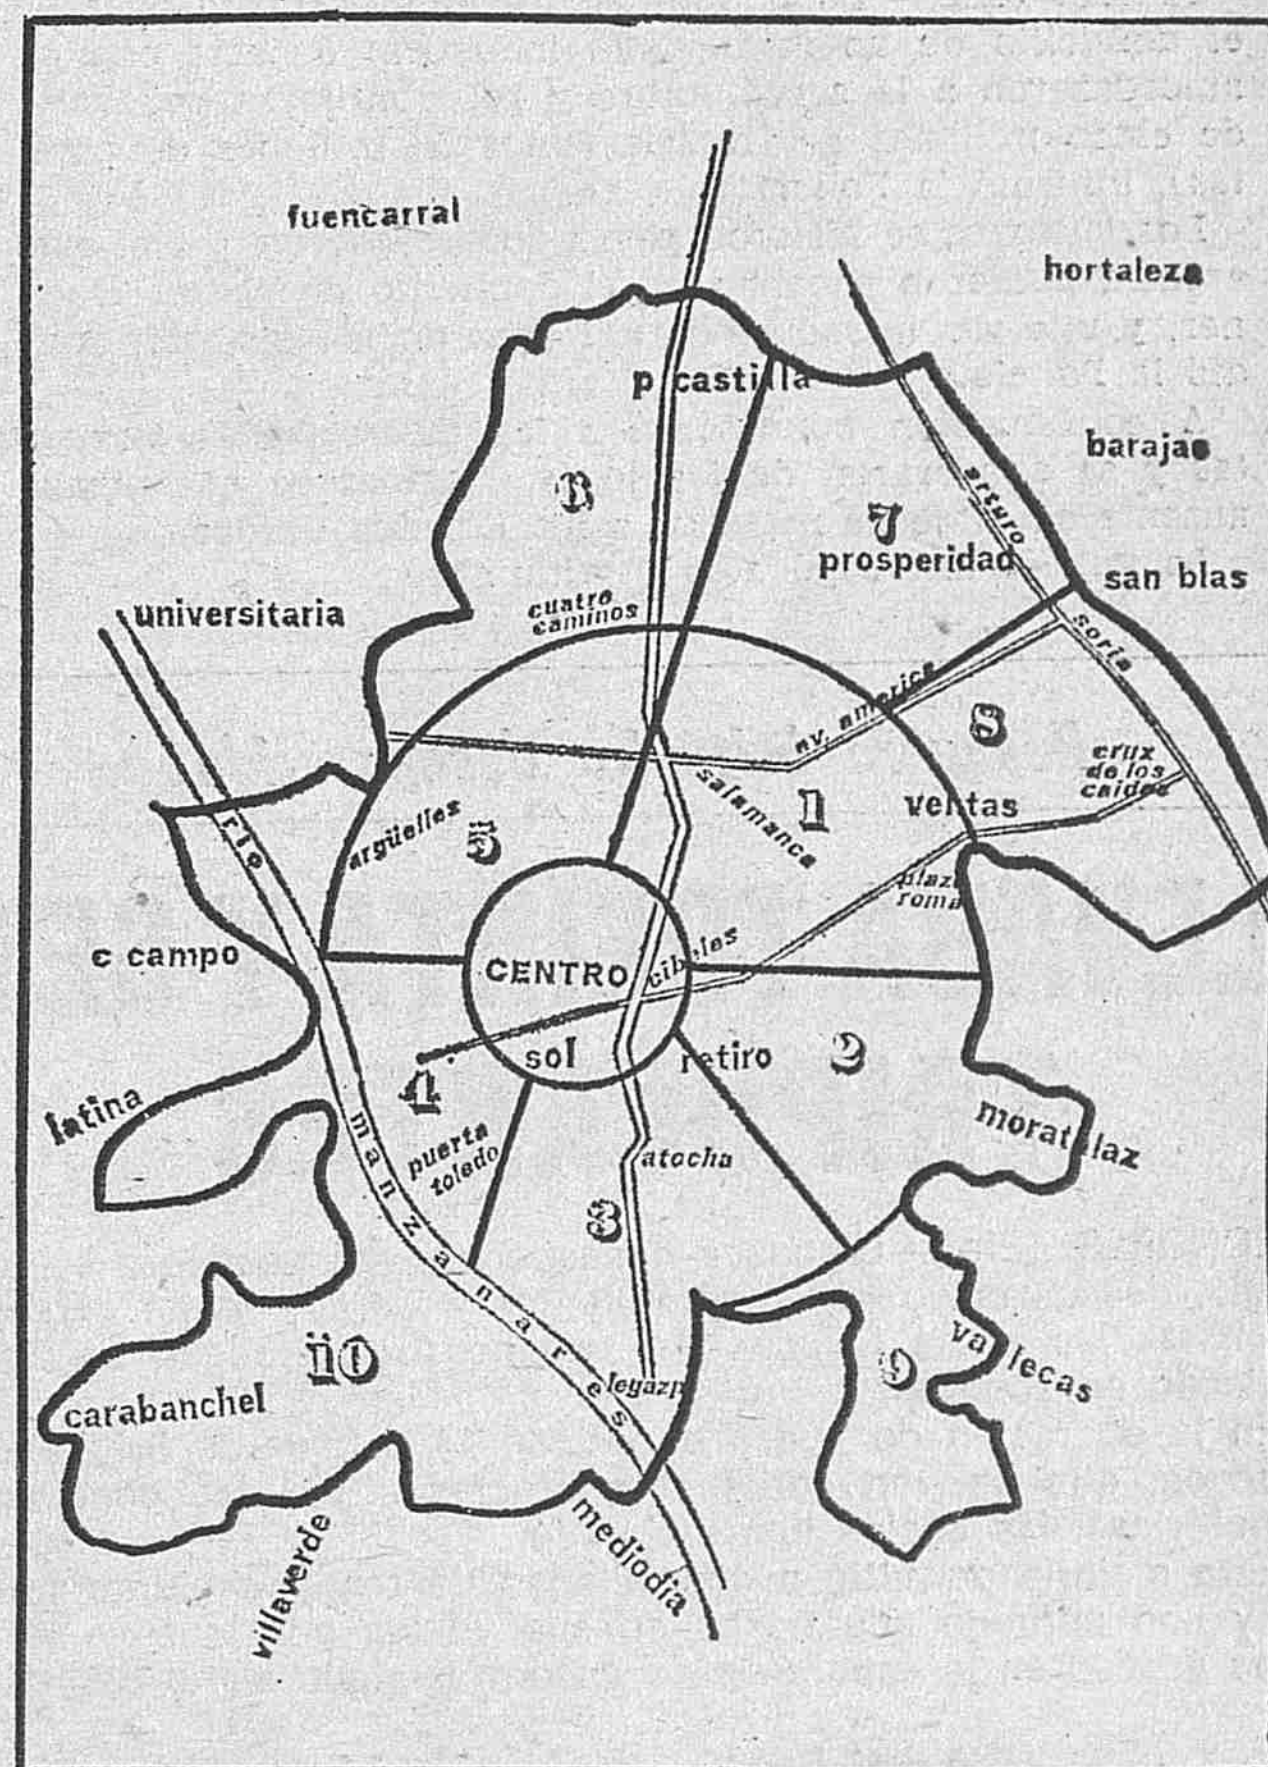 fuencarral
hortaleza
p castilla
barajas
6
7
arturo
prosperidad
san blas
universitaria
cuatro
caminos
soria
av. america
8
crux
de los
caidos
salamanca
1
ventas
rio
argüelles
5
plaza
roma
c campo
CENTRO
cibeles
sol
retiro
2
4
latina
manzanares
puerta
toledo
atocha
moratalaz
3
10
9
vallecas
legazpi
carabanchel
villaverde
mediodia